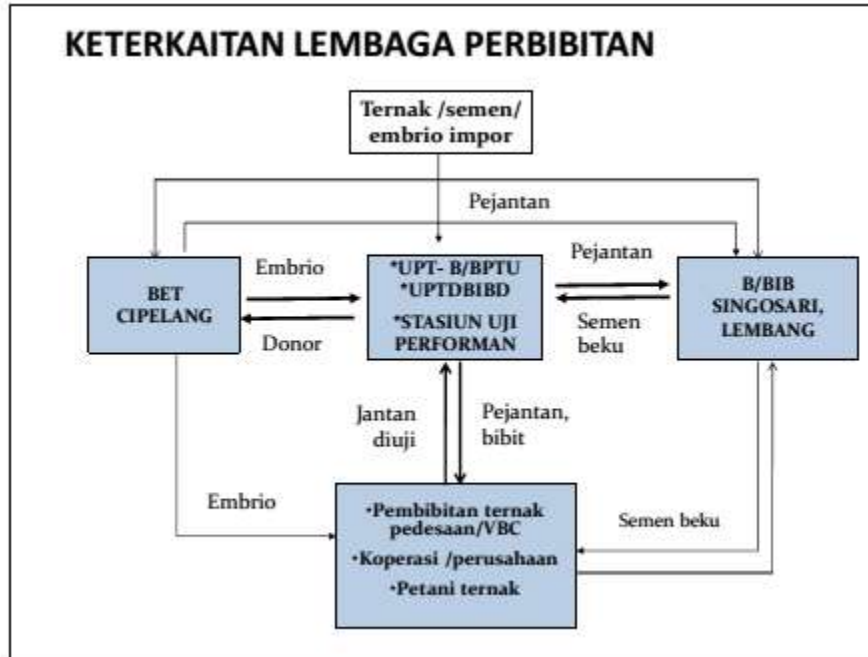 KETERKAITAN LEMBAGA PERBIBITAN
Ternak /semen/
embrio impor
Pejantan
BET
CIPELANG
Embrio
Donor
*UPT- B/BPTU
*UPTDBIBD
*STASIUN UJI
PERFORMAN
Pejantan
Semen
beku
B/BIB
SINGOSARI,
LEMBANG
Jantan
diuji
Pejantan,
bibit
Embrio
•Pembibitan ternak
pedesaan/VBC
•Koperasi /perusahaan
•Petani ternak
Semen beku